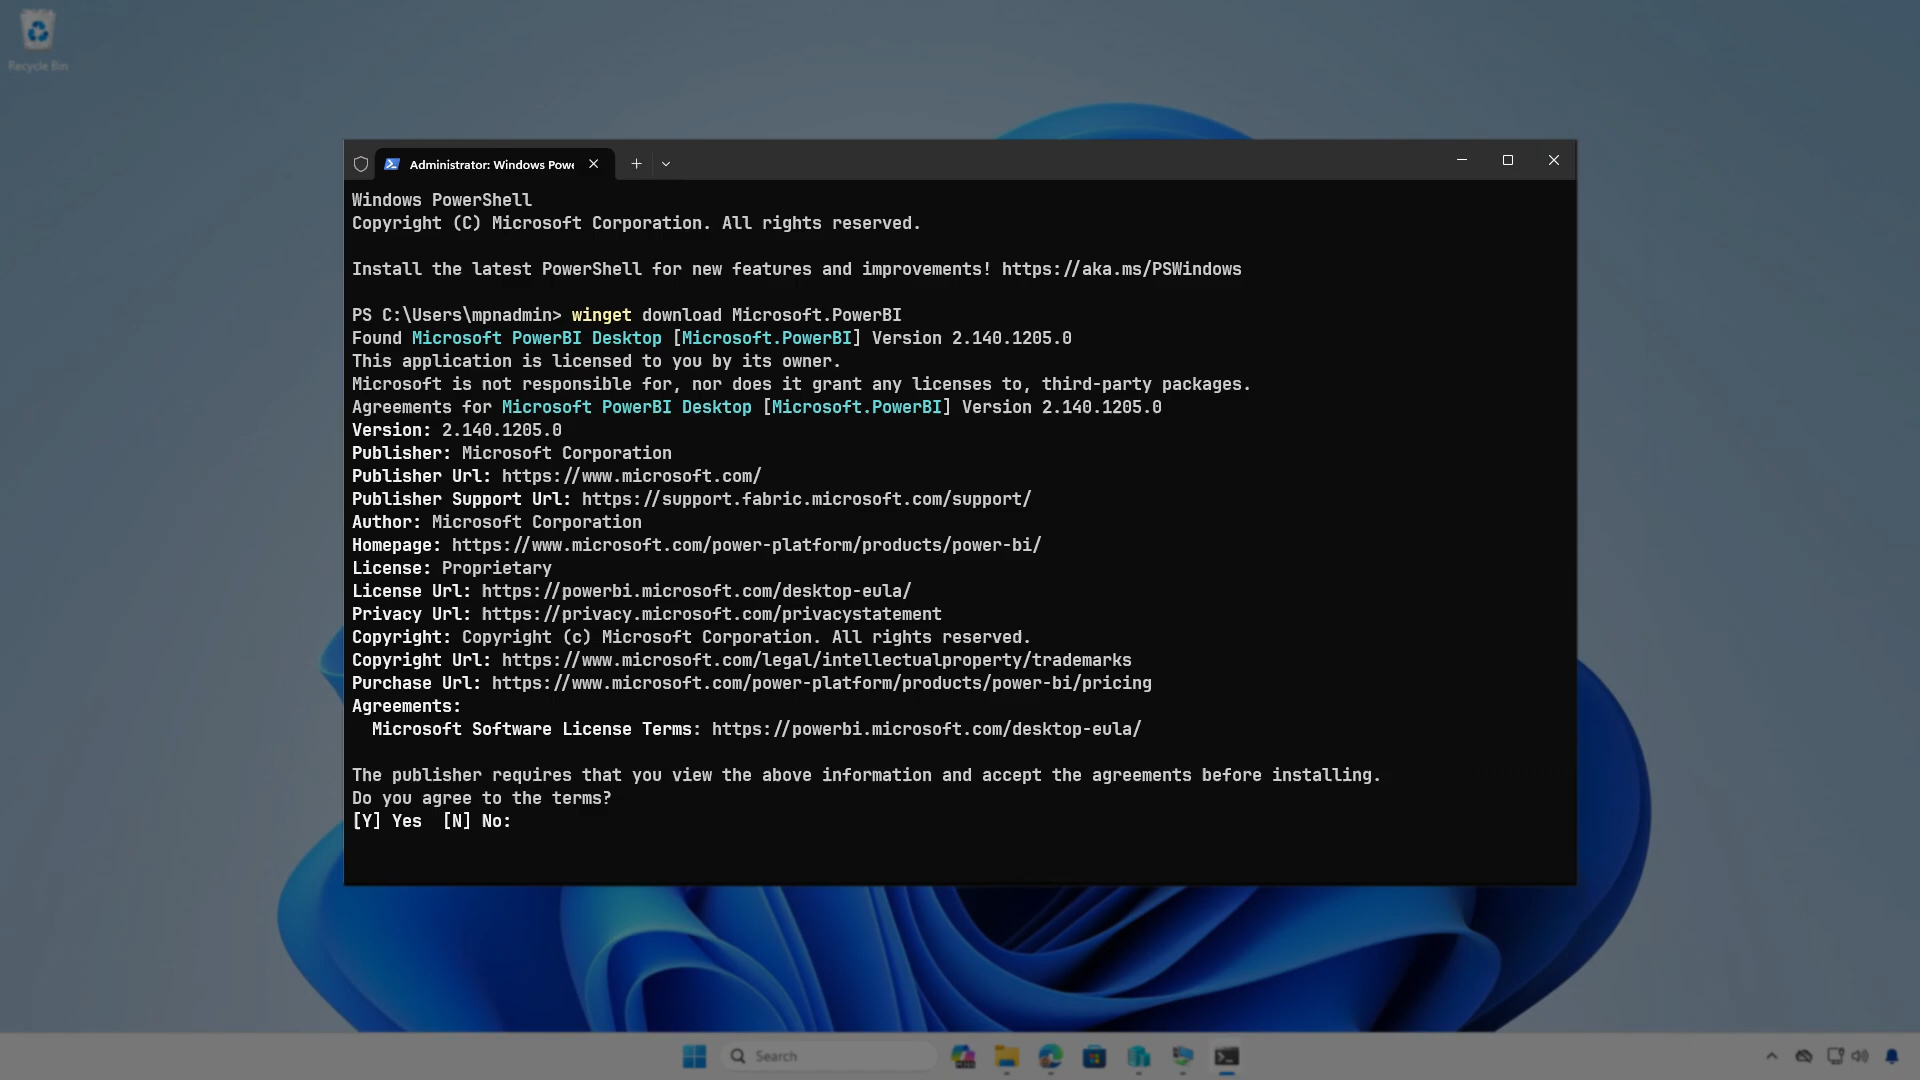 Recycle Bin
Administrator: Windows Powe
Windows PowerShell
Copyright (C) Microsoft Corporation. All rights reserved.
Install the latest PowerShell for new features and improvements! https://aka.ms/PSWindows
PS C:\Users\mpnadmin> winget download Microsoft.PowerBI
Found Microsoft PowerBI Desktop [Microsoft.PowerBI] Version 2.140.1205.0
This application is licensed to you by its owner.
Microsoft is not responsible for, nor does it grant any licenses to, third-party packages.
Agreements for Microsoft PowerBI Desktop [Microsoft.PowerBI] Version 2.140.1205.0
Version: 2.140.1205.0
Publisher: Microsoft Corporation
Publisher Url: https://www.microsoft.com/
Publisher Support Url: https://support.fabric.microsoft.com/support/
Author: Microsoft Corporation
Homepage: https://www.microsoft.com/power-platform/products/power-bi/
License: Proprietary
License Url: https://powerbi.microsoft.com/desktop-eula/
Privacy Url: https://privacy.microsoft.com/privacystatement
Copyright: Copyright (c) Microsoft Corporation. All rights reserved.
Copyright Url: https://www.microsoft.com/legal/intellectualproperty/trademarks
Purchase Url: https://www.microsoft.com/power-platform/products/power-bi/pricing
Agreements:
Microsoft Software License Terms: https://powerbi.microsoft.com/desktop-eula/
The publisher requires that you view the above information and accept the agreements before installing.
Do you agree to the terms?
[Y] Yes  [N] No:
Search